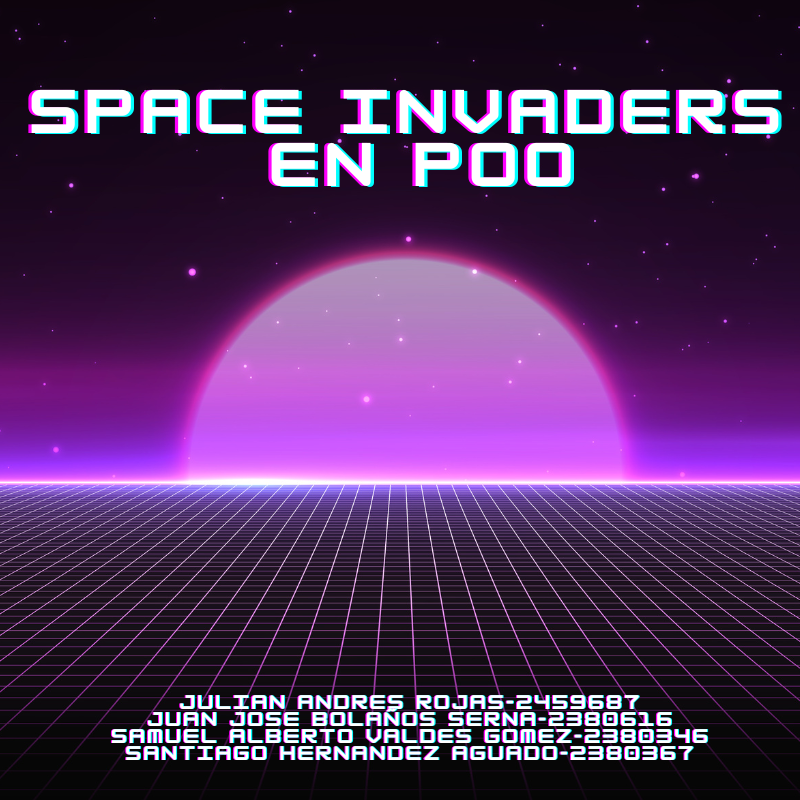 SPACE INVADERS
EN POO
JULIAN ANDRES ROJAS-2459687
JUAN JOSE BOLAÑOS SERNA-2380616
SAMUEL ALBERTO VALDES GOMEZ-2380346
SANTIAGO HERNANDEZ AGUADO-2380367